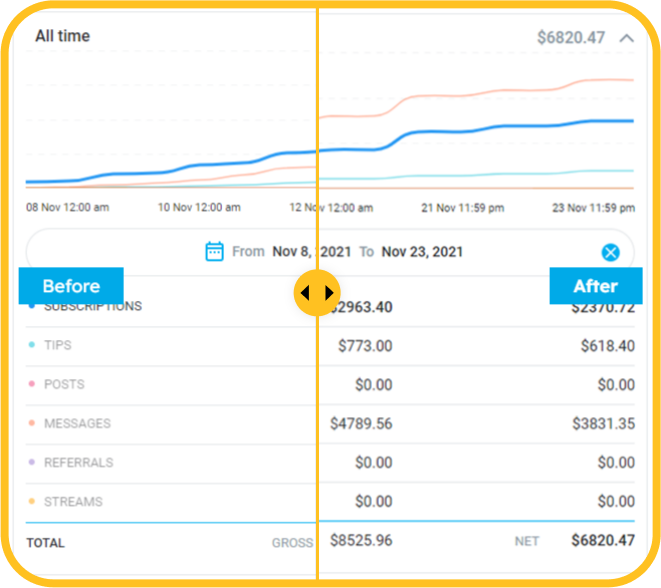 All time $6820.47
08 Nov 12:00 am 10 Nov 12:00 am 12 Nov 12:00 am 21 Nov 11:59 pm 23 Nov 11:59 pm
From Nov 8, 2021 To Nov 23, 2021
Before After
SUBSCRIPTIONS $2963.40 $2370.72
TIPS $773.00 $618.40
POSTS $0.00 $0.00
MESSAGES $4789.56 $3831.35
REFERRALS $0.00 $0.00
STREAMS $0.00 $0.00
TOTAL GROSS $8525.96 NET $6820.47